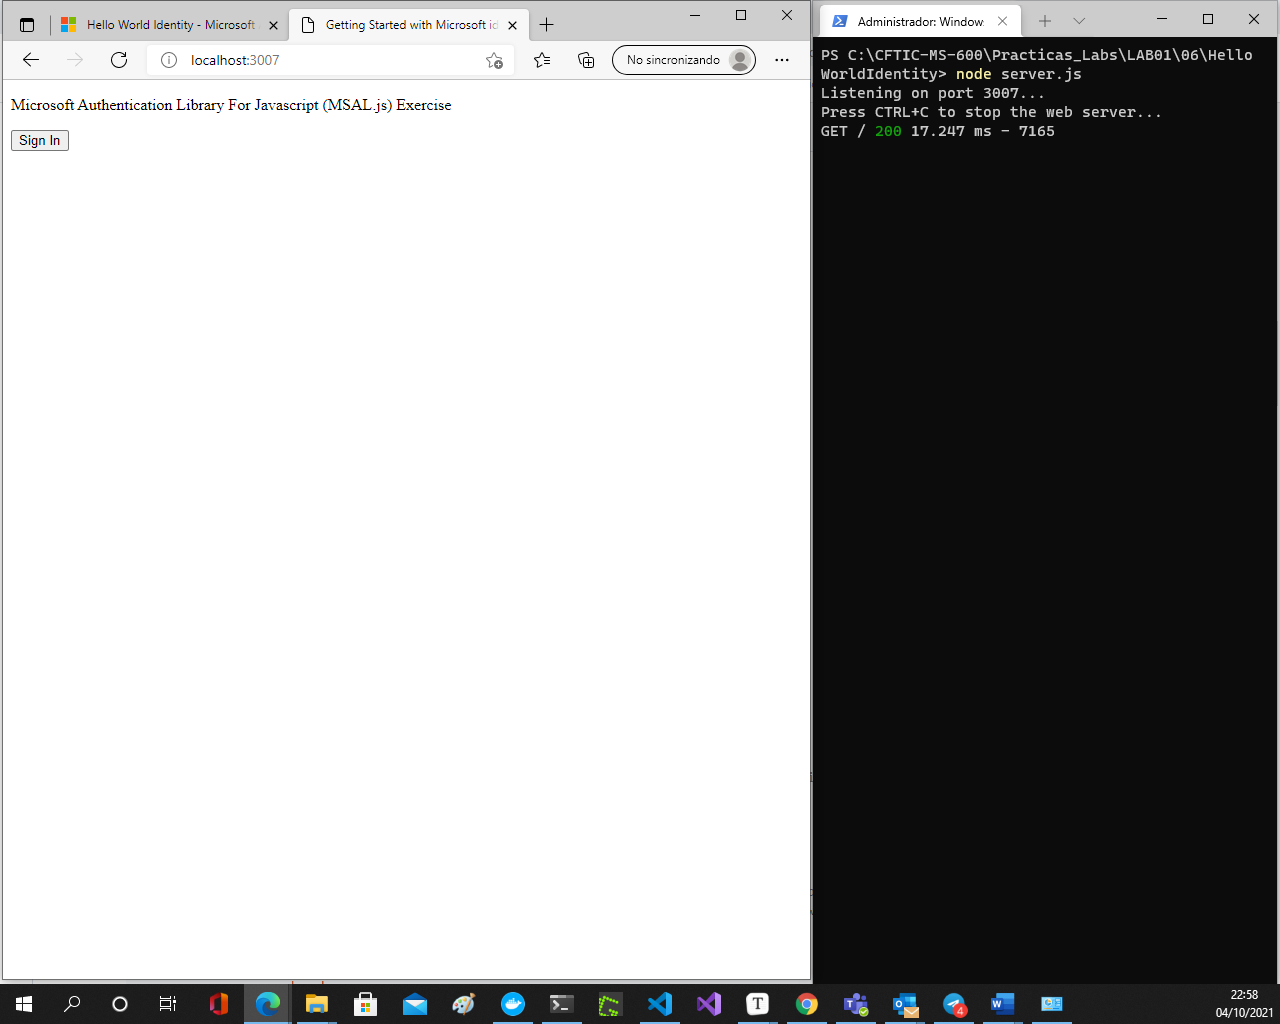 Hello World Identity - Microsoft
Getting Started with Microsoft id
localhost:3007
No sincronizando
Microsoft Authentication Library For Javascript (MSAL.js) Exercise
Sign In
Administrador: Windows
PS C:\CFTIC-MS-600\Practicas_Labs\LAB01\06\Hello
WorldIdentity> node server.js
Listening on port 3007...
Press CTRL+C to stop the web server...
GET / 200 17.247 ms - 7165
T
4
22:58
04/10/2021